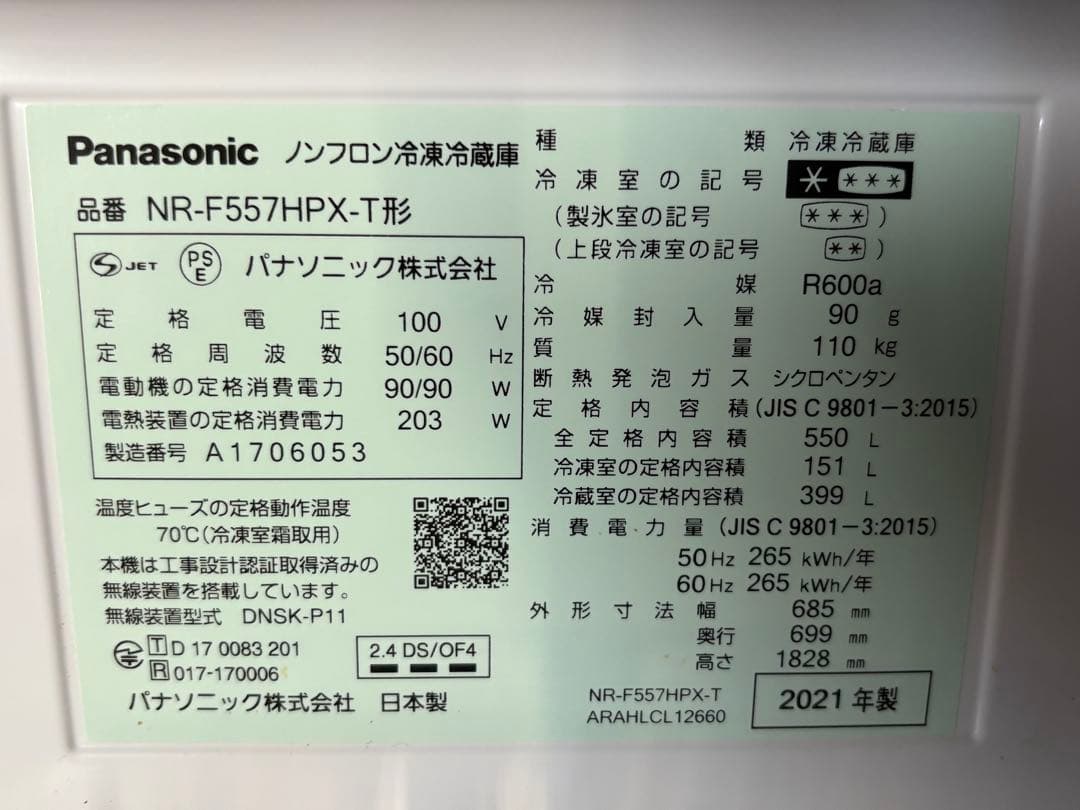 Panasonic ノンフロン冷凍冷蔵庫
品番 NR-F557HPX-T形
S JET PSE パナソニック株式会社
定格電圧 100 V
定格周波数 50/60 Hz
電動機の定格消費電力 90/90 W
電熱装置の定格消費電力 203 W
製造番号 A1706053
温度ヒューズの定格動作温度
70℃(冷凍室霜取用)
本機は工事設計認証取得済みの
無線装置を搭載しています。
無線装置型式 DNSK-P11
T D 17 0083 201
R 017-170006
2.4 DS/OF4
パナソニック株式会社 日本製
種類 冷凍冷蔵庫
冷凍室の記号 * ***
(製氷室の記号 ***)
(上段冷凍室の記号 **)
冷媒 R600a
冷媒封入量 90 g
質量 110 kg
断熱発泡ガス シクロペンタン
定格内容積(JIS C 9801-3:2015)
全定格内容積 550 L
冷凍室の定格内容積 151 L
冷蔵室の定格内容積 399 L
消費電力量(JIS C 9801-3:2015)
50Hz 265 kWh/年
60Hz 265 kWh/年
外形寸法幅 685 mm
奥行 699 mm
高さ 1828 mm
NR-F557HPX-T
ARAHLCL12660
2021年製